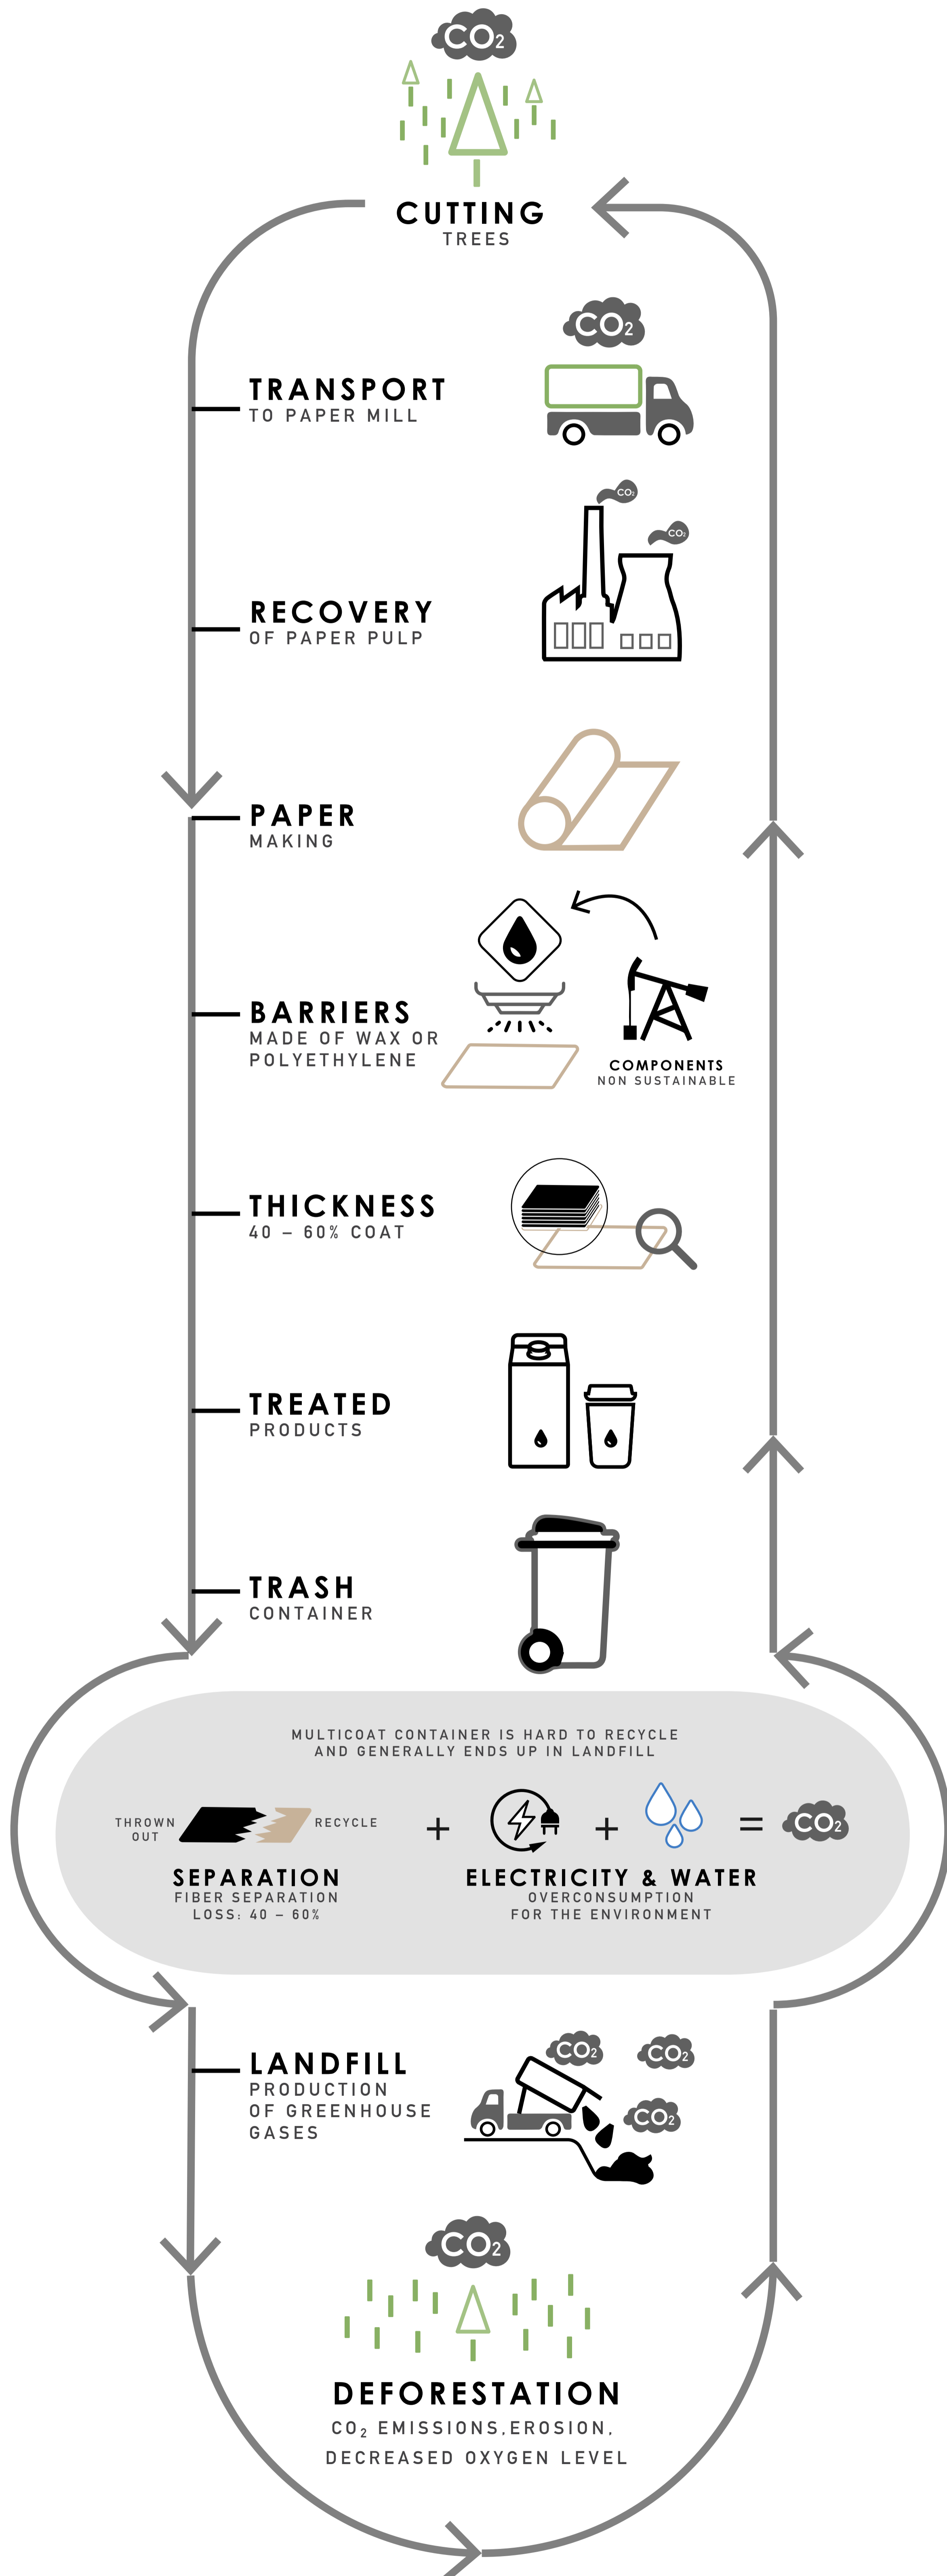 CO₂
CUTTING
TREES
CO₂
TRANSPORT
TO PAPER MILL
CO₂
CO₂
RECOVERY
OF PAPER PULP
PAPER
MAKING
BARRIERS
MADE OF WAX OR
POLYETHYLENE
COMPONENTS
NON SUSTAINABLE
THICKNESS
40 – 60% COAT
TREATED
PRODUCTS
TRASH
CONTAINER
MULTICOAT CONTAINER IS HARD TO RECYCLE
AND GENERALLY ENDS UP IN LANDFILL
THROWN
OUT
RECYCLE
+
+
=
CO₂
SEPARATION
FIBER SEPARATION
LOSS: 40 – 60%
ELECTRICITY & WATER
OVERCONSUMPTION
FOR THE ENVIRONMENT
CO₂
CO₂
CO₂
LANDFILL
PRODUCTION
OF GREENHOUSE
GASES
CO₂
DEFORESTATION
CO₂ EMISSIONS,EROSION,
DECREASED OXYGEN LEVEL